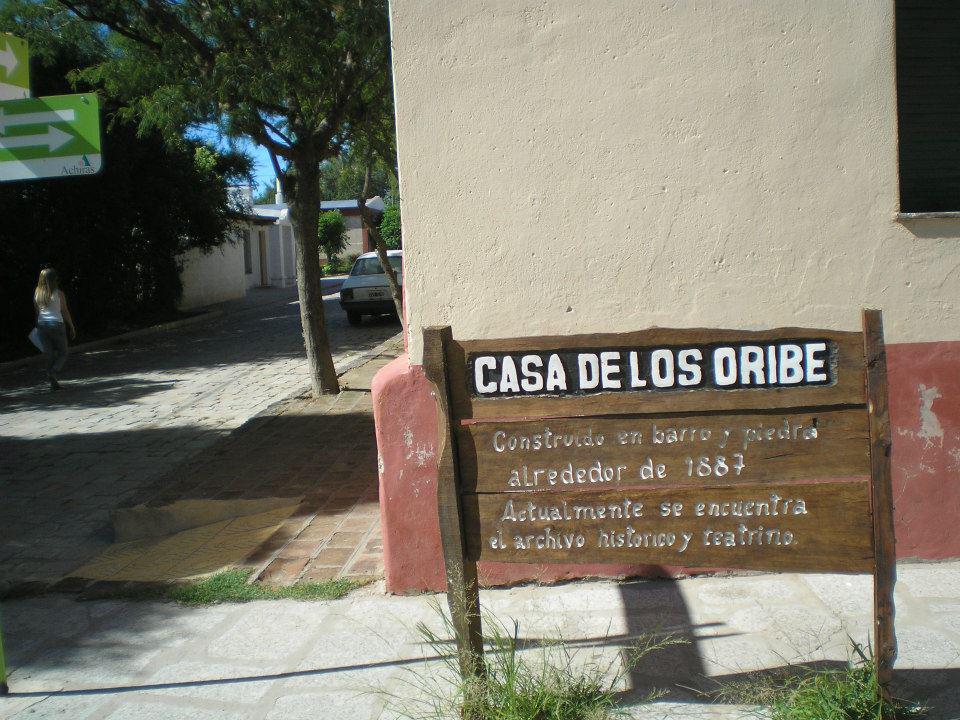 Achiras
CASA DE LOS ORIBE
Construido en barro y piedra
alrededor de 1887
Actualmente se encuentra
el archivo historico y teatrino.